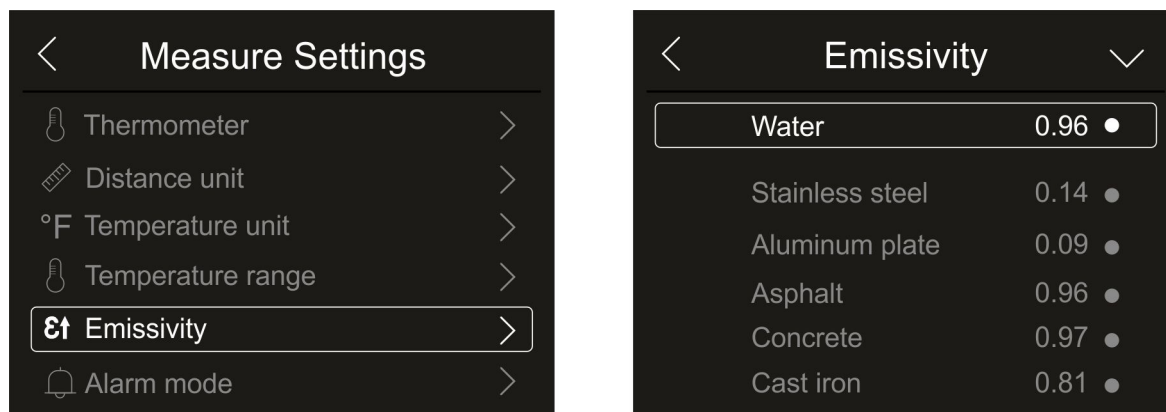 Measure Settings
Thermometer
Distance unit
°F Temperature unit
Temperature range
Ɛ↑ Emissivity
Alarm mode
Emissivity
Water 0.96
Stainless steel 0.14
Aluminum plate 0.09
Asphalt 0.96
Concrete 0.97
Cast iron 0.81